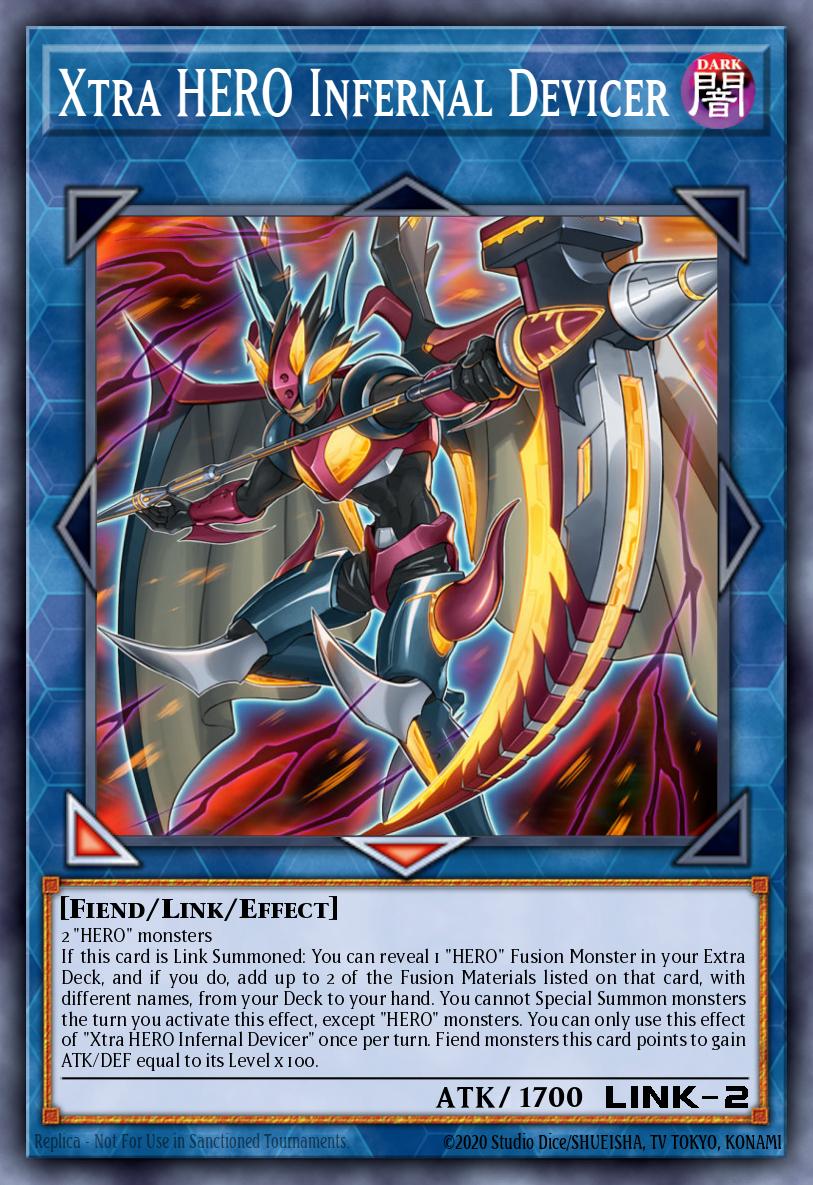 Xtra HERO Infernal Devicer
DARK
闇
[Fiend/Link/Effect]
2 "HERO" monsters
If this card is Link Summoned: You can reveal 1 "HERO" Fusion Monster in your Extra
Deck, and if you do, add up to 2 of the Fusion Materials listed on that card, with
different names, from your Deck to your hand. You cannot Special Summon monsters
the turn you activate this effect, except "HERO" monsters. You can only use this effect
of "Xtra HERO Infernal Devicer" once per turn. Fiend monsters this card points to gain
ATK/DEF equal to its Level x 100.
ATK/ 1700 LINK-2
Replica - Not For Use in Sanctioned Tournaments.
©2020 Studio Dice/SHUEISHA, TV TOKYO, KONAMI